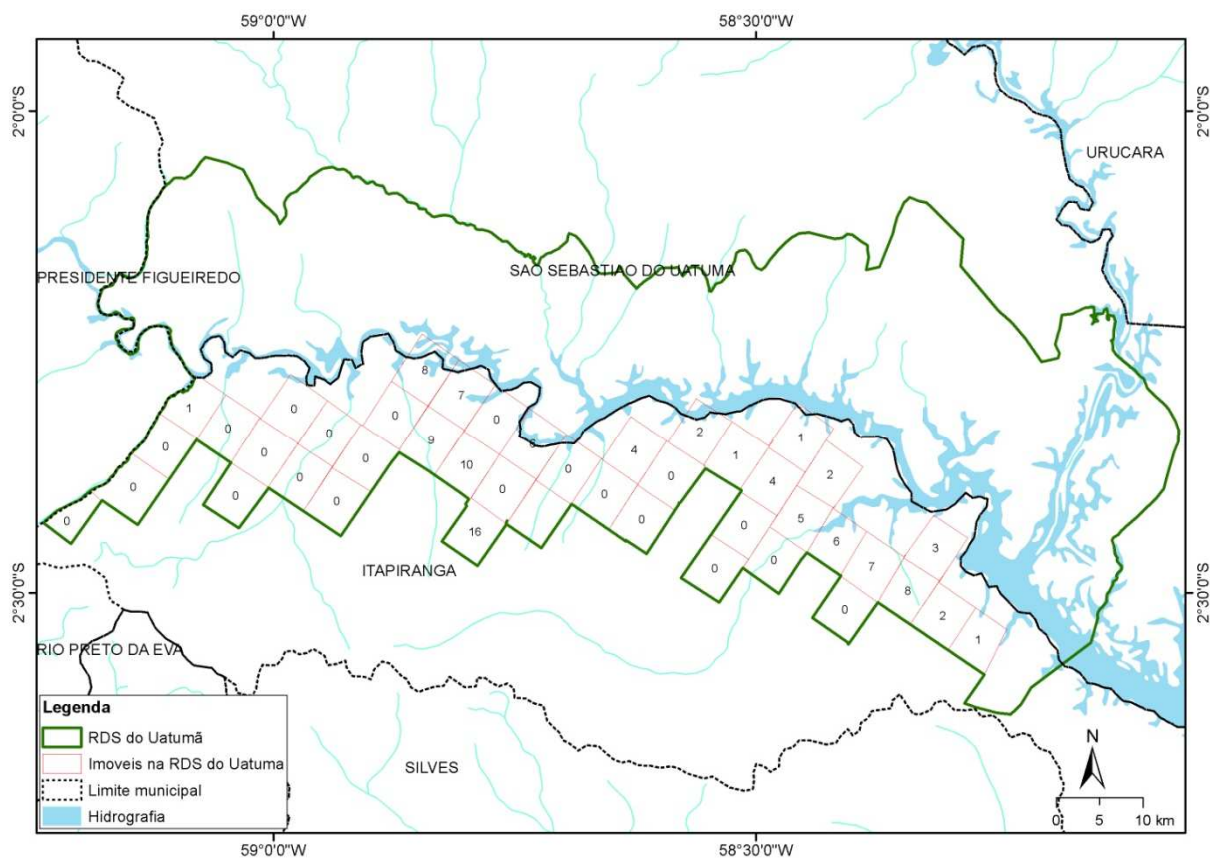 59°0'0"W 58°30'0"W
2°0'0"S 2°0'0"S
URUCARA
PRESIDENTE FIGUEIREDO SAO SEBASTIAO DO UATUMA
8
7
1 0 0 0
0 0 9 4 2 1
0 0 0 10 0 1 2
0 0 0 0 0 4
0 16 0 0 5 6 3
0 0 7
ITAPIRANGA 0 8
2°30'0"S 0 2 2°30'0"S
1
RIO PRETO DA EVA
Legenda
RDS do Uatumã
Imoveis na RDS do Uatuma
Limite municipal
Hidrografia
SILVES
N
0 5 10 km
59°0'0"W 58°30'0"W